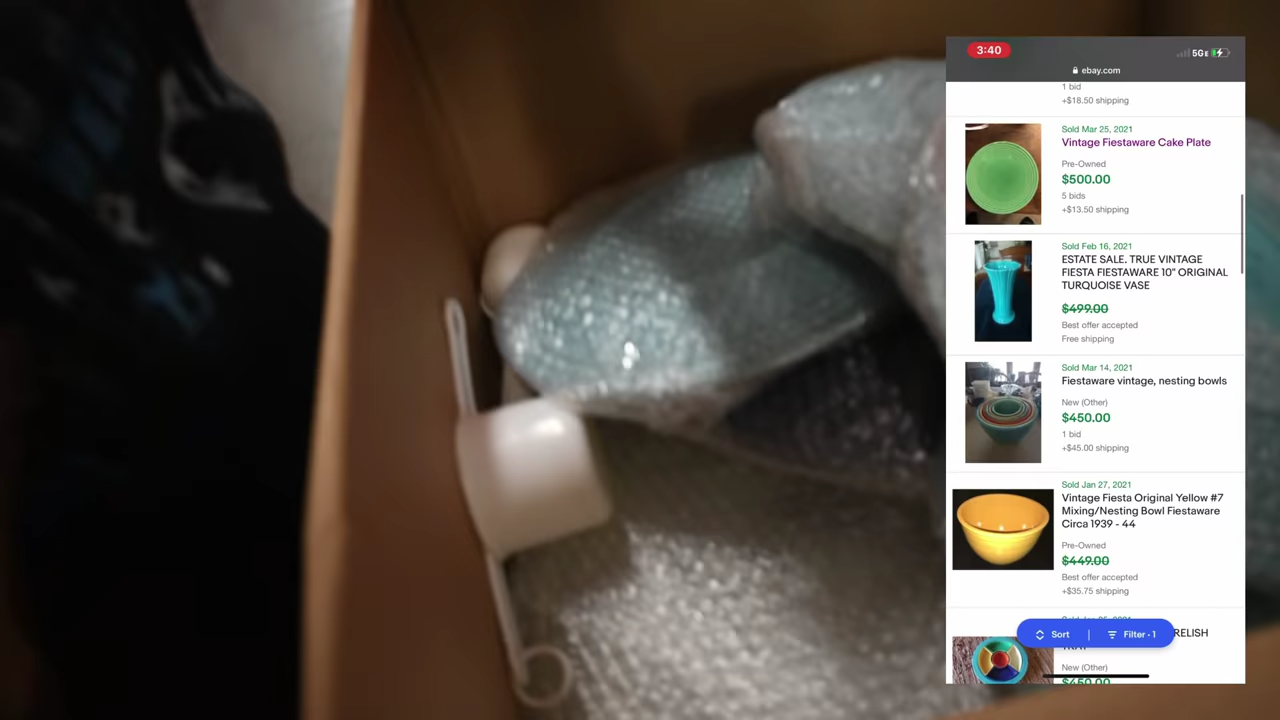 3:40
5GE
ebay.com
1 bid
+$18.50 shipping
Sold Mar 25, 2021
Vintage Fiestaware Cake Plate
Pre-Owned
$500.00
5 bids
+$13.50 shipping
Sold Feb 16, 2021
ESTATE SALE. TRUE VINTAGE
FIESTA FIESTAWARE 10" ORIGINAL
TURQUOISE VASE
$499.00
Best offer accepted
Free shipping
Sold Mar 14, 2021
Fiestaware vintage, nesting bowls
New (Other)
$450.00
1 bid
+$45.00 shipping
Sold Jan 27, 2021
Vintage Fiesta Original Yellow #7
Mixing/Nesting Bowl Fiestaware
Circa 1939 - 44
Pre-Owned
$449.00
Best offer accepted
+$35.75 shipping
Sort
Filter · 1
RELISH
TRAY
New (Other)
$450.00